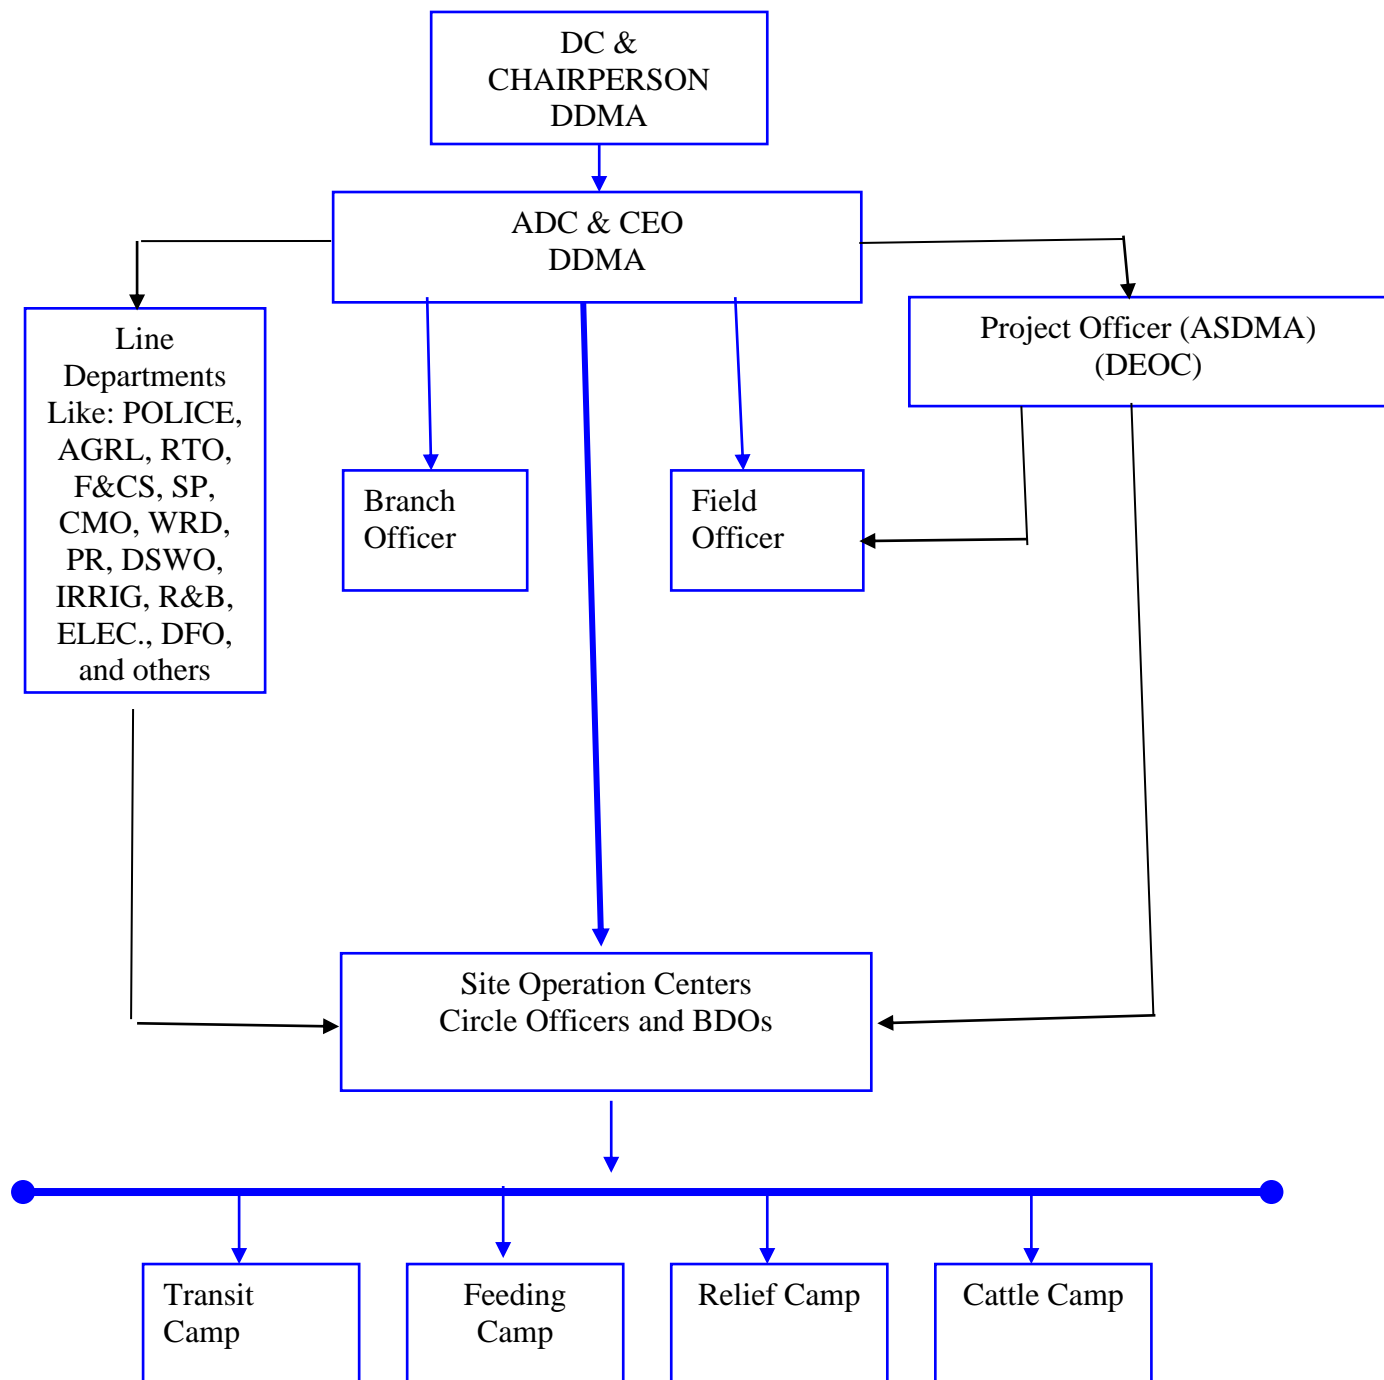 DC &
CHAIRPERSON
DDMA
ADC & CEO
DDMA
Line
Departments
Like: POLICE,
AGRL, RTO,
F&CS, SP,
CMO, WRD,
PR, DSWO,
IRRIG, R&B,
ELEC., DFO,
and others
Project Officer (ASDMA)
(DEOC)
Branch
Officer
Field
Officer
Site Operation Centers
Circle Officers and BDOs
Transit
Camp
Feeding
Camp
Relief Camp
Cattle Camp